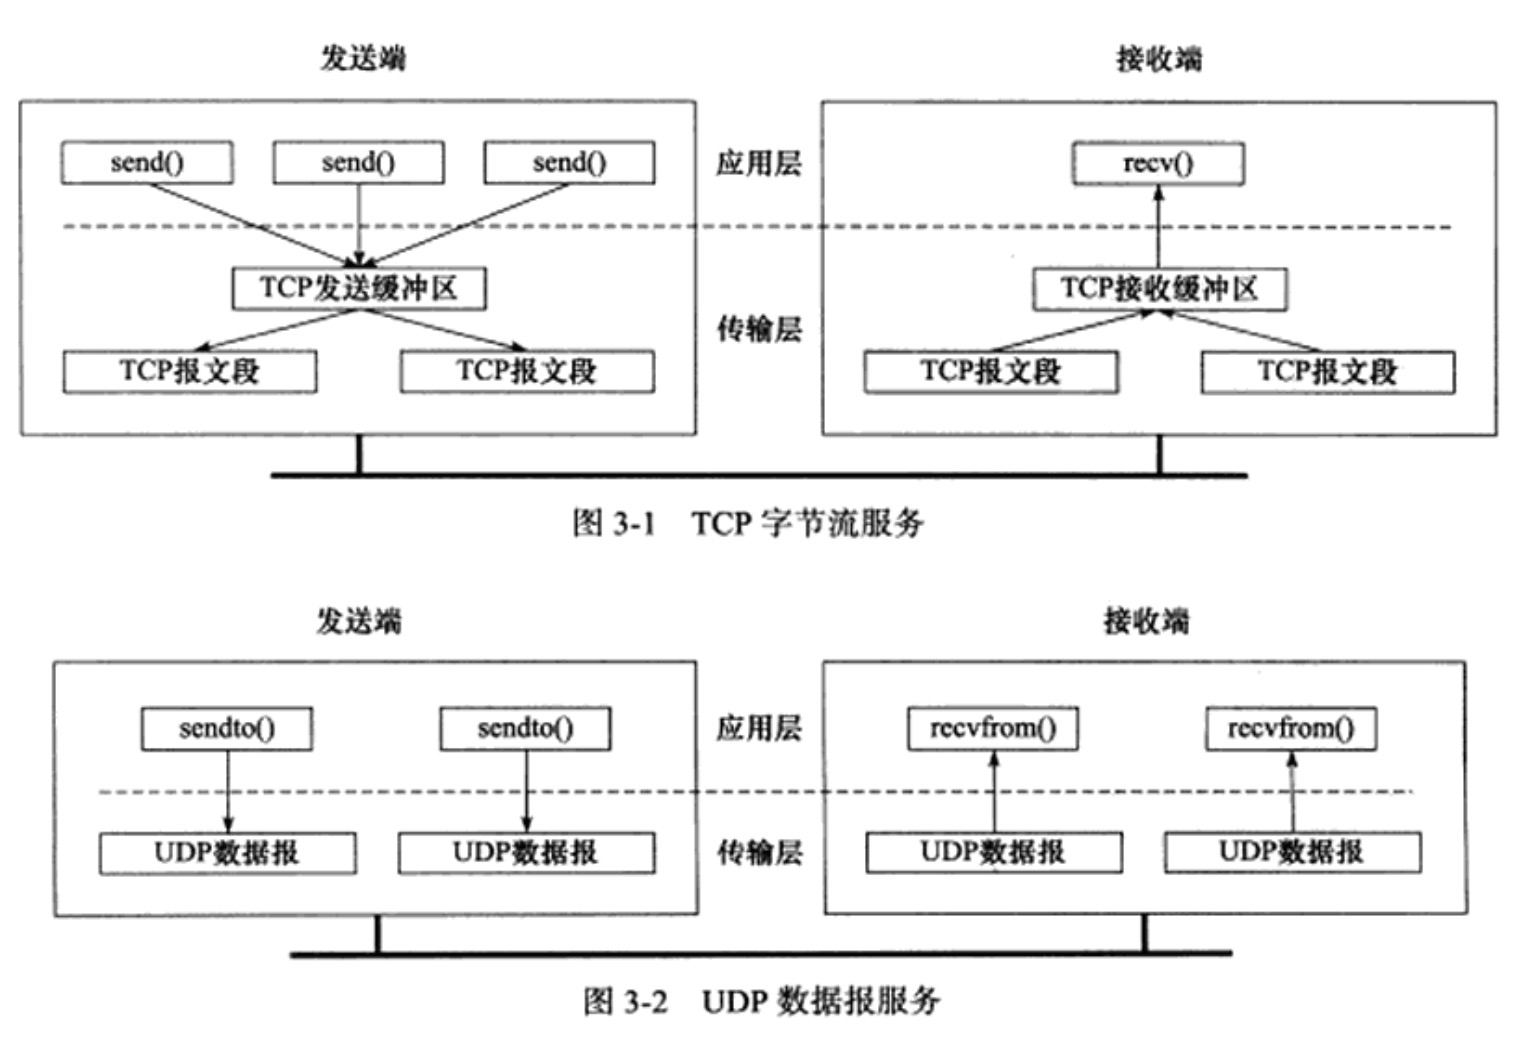 发送端 接收端
send() send() send() 应用层 recv()
TCP发送缓冲区 TCP接收缓冲区
传输层
TCP报文段 TCP报文段 TCP报文段 TCP报文段
图 3-1 TCP 字节流服务
发送端 接收端
sendto() sendto() 应用层 recvfrom() recvfrom()
UDP数据报 UDP数据报 传输层 UDP数据报 UDP数据报
图 3-2 UDP 数据报服务